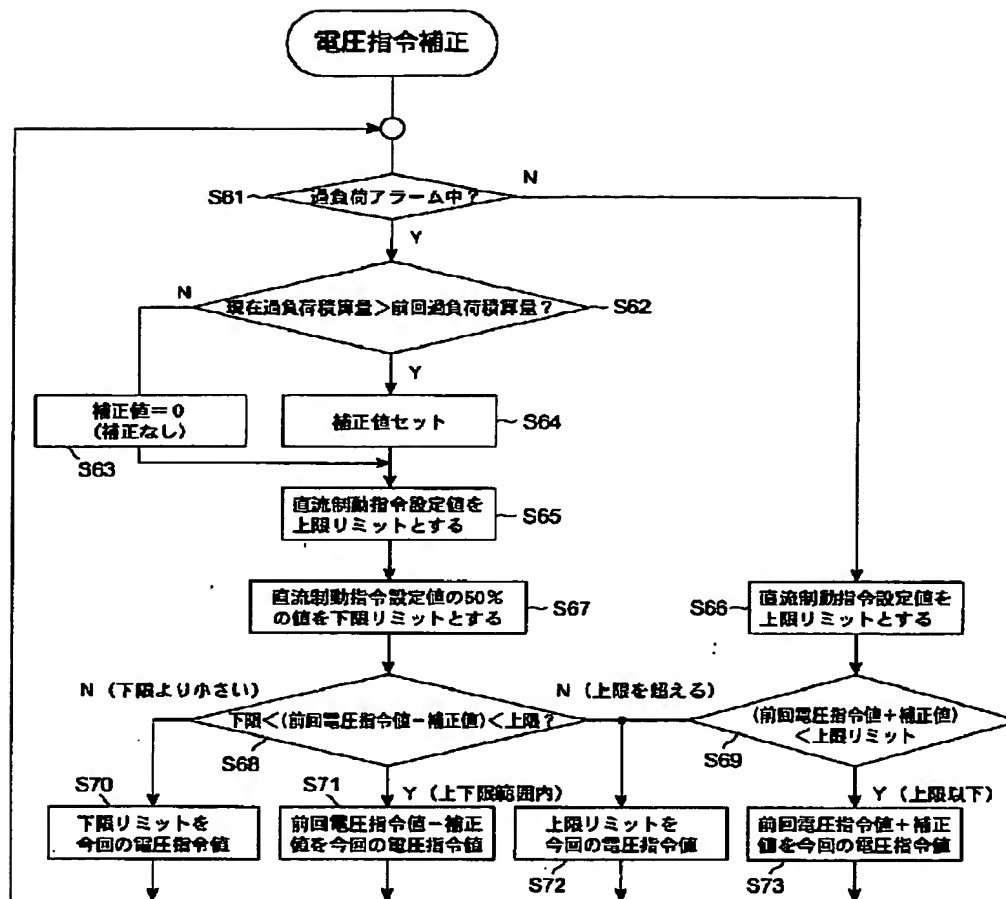 電圧指令補正
N
S61
過負荷アラーム中?
Y
N
現在過負荷積算量>前回過負荷積算量?
S62
Y
補正値=0
(補正なし)
補正値セット
S64
S63
直流制動指令設定値を
上限リミットとする
S65
直流制動指令設定値の50%
の値を下限リミットとする
S67
S66
直流制動指令設定値を
上限リミットとする
N(下限より小さい)
N(上限を超える)
下限<(前回電圧指令値-補正値)<上限?
(前回電圧指令値+補正値)
<上限リミット
S68
S69
S70
S71
Y(上下限範囲内)
Y(上限以下)
下限リミットを
今回の電圧指令値
前回電圧指令値-補正
値を今回の電圧指令値
上限リミットを
今回の電圧指令値
前回電圧指令値+補正
値を今回の電圧指令値
S72
S73